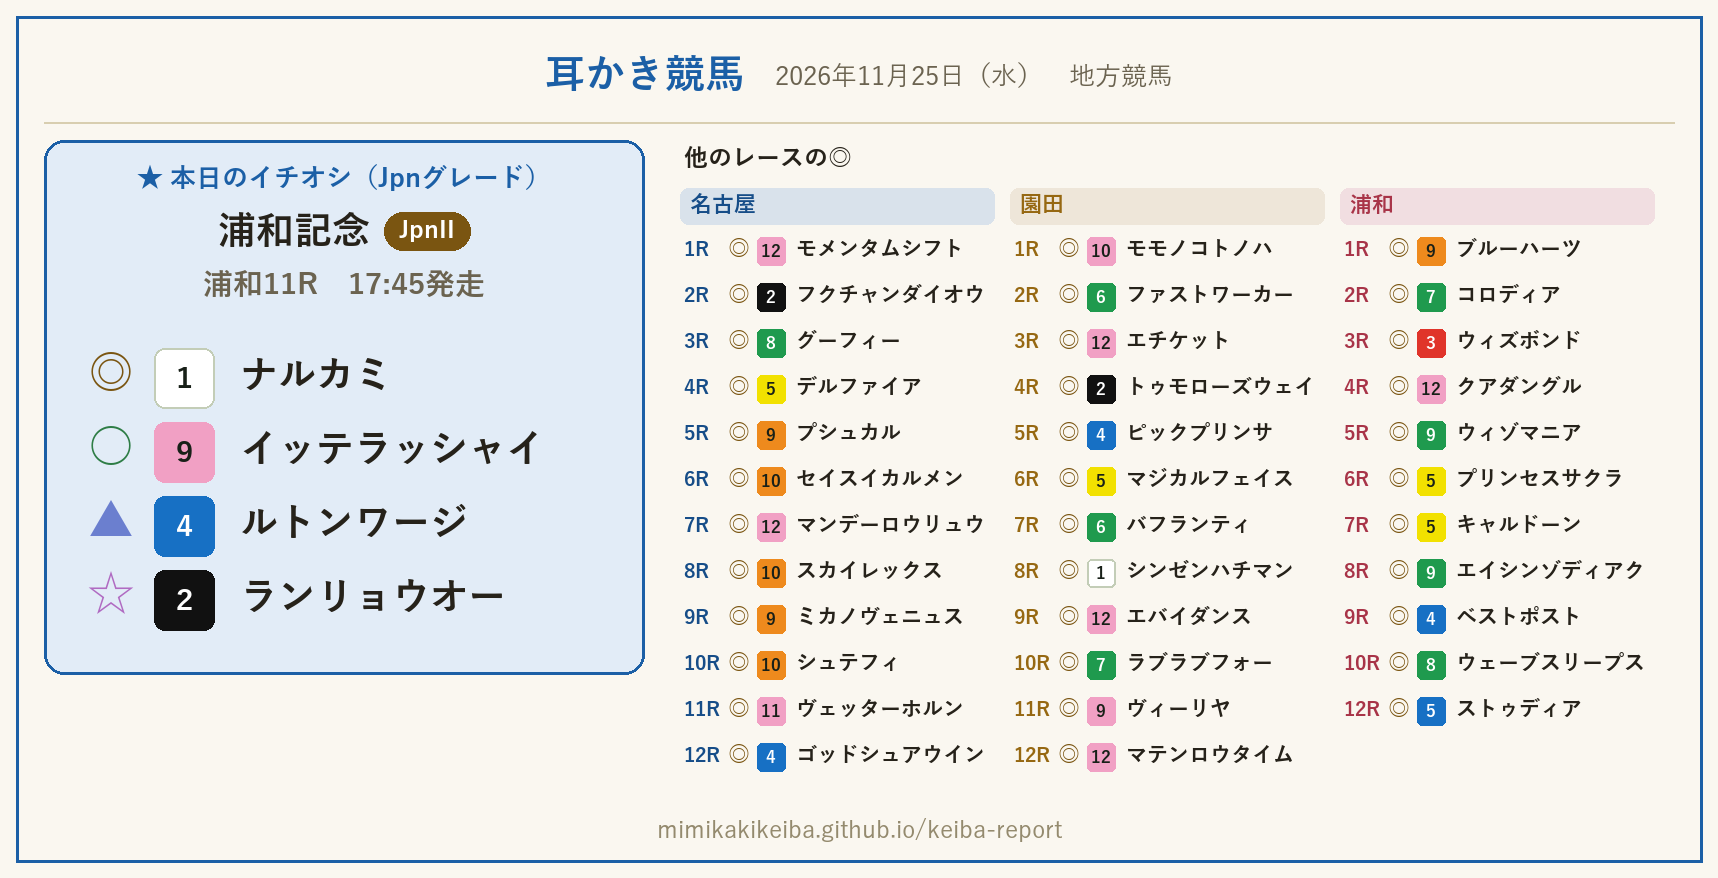 耳かき競馬 2026年11月25日（水） 地方競馬
★ 本日のイチオシ（Jpnグレード）
浦和記念 JpnII
浦和11R 17:45発走
◎ 1 ナルカミ
○ 9 イッテラッシャイ
▲ 4 ルトンワージ
☆ 2 ランリョウオー
他のレースの◎
名古屋
1R ◎ 12 モメンタムシフト
2R ◎ 2 フクチャンダイオウ
3R ◎ 8 グーフィー
4R ◎ 5 デルファイア
5R ◎ 9 プシュカル
6R ◎ 10 セイスイカルメン
7R ◎ 12 マンデーロウリュウ
8R ◎ 10 スカイレックス
9R ◎ 9 ミカノヴェニュス
10R ◎ 10 シュテフィ
11R ◎ 11 ヴェッターホルン
12R ◎ 4 ゴッドシュアウイン
園田
1R ◎ 10 モモノコトノハ
2R ◎ 6 ファストワーカー
3R ◎ 12 エチケット
4R ◎ 2 トゥモローズウェイ
5R ◎ 4 ピックプリンサ
6R ◎ 5 マジカルフェイス
7R ◎ 6 バフランティ
8R ◎ 1 シンゼンハチマン
9R ◎ 12 エバイダンス
10R ◎ 7 ラブラブフォー
11R ◎ 9 ヴィーリヤ
12R ◎ 12 マテンロウタイム
浦和
1R ◎ 9 ブルーハーツ
2R ◎ 7 コロディア
3R ◎ 3 ウィズボンド
4R ◎ 12 クアダングル
5R ◎ 9 ウィゾマニア
6R ◎ 5 プリンセスサクラ
7R ◎ 5 キャルドーン
8R ◎ 9 エイシンゾディアク
9R ◎ 4 ベストポスト
10R ◎ 8 ウェーブスリープス
12R ◎ 5 ストゥディア
mimikakikeiba.github.io/keiba-report